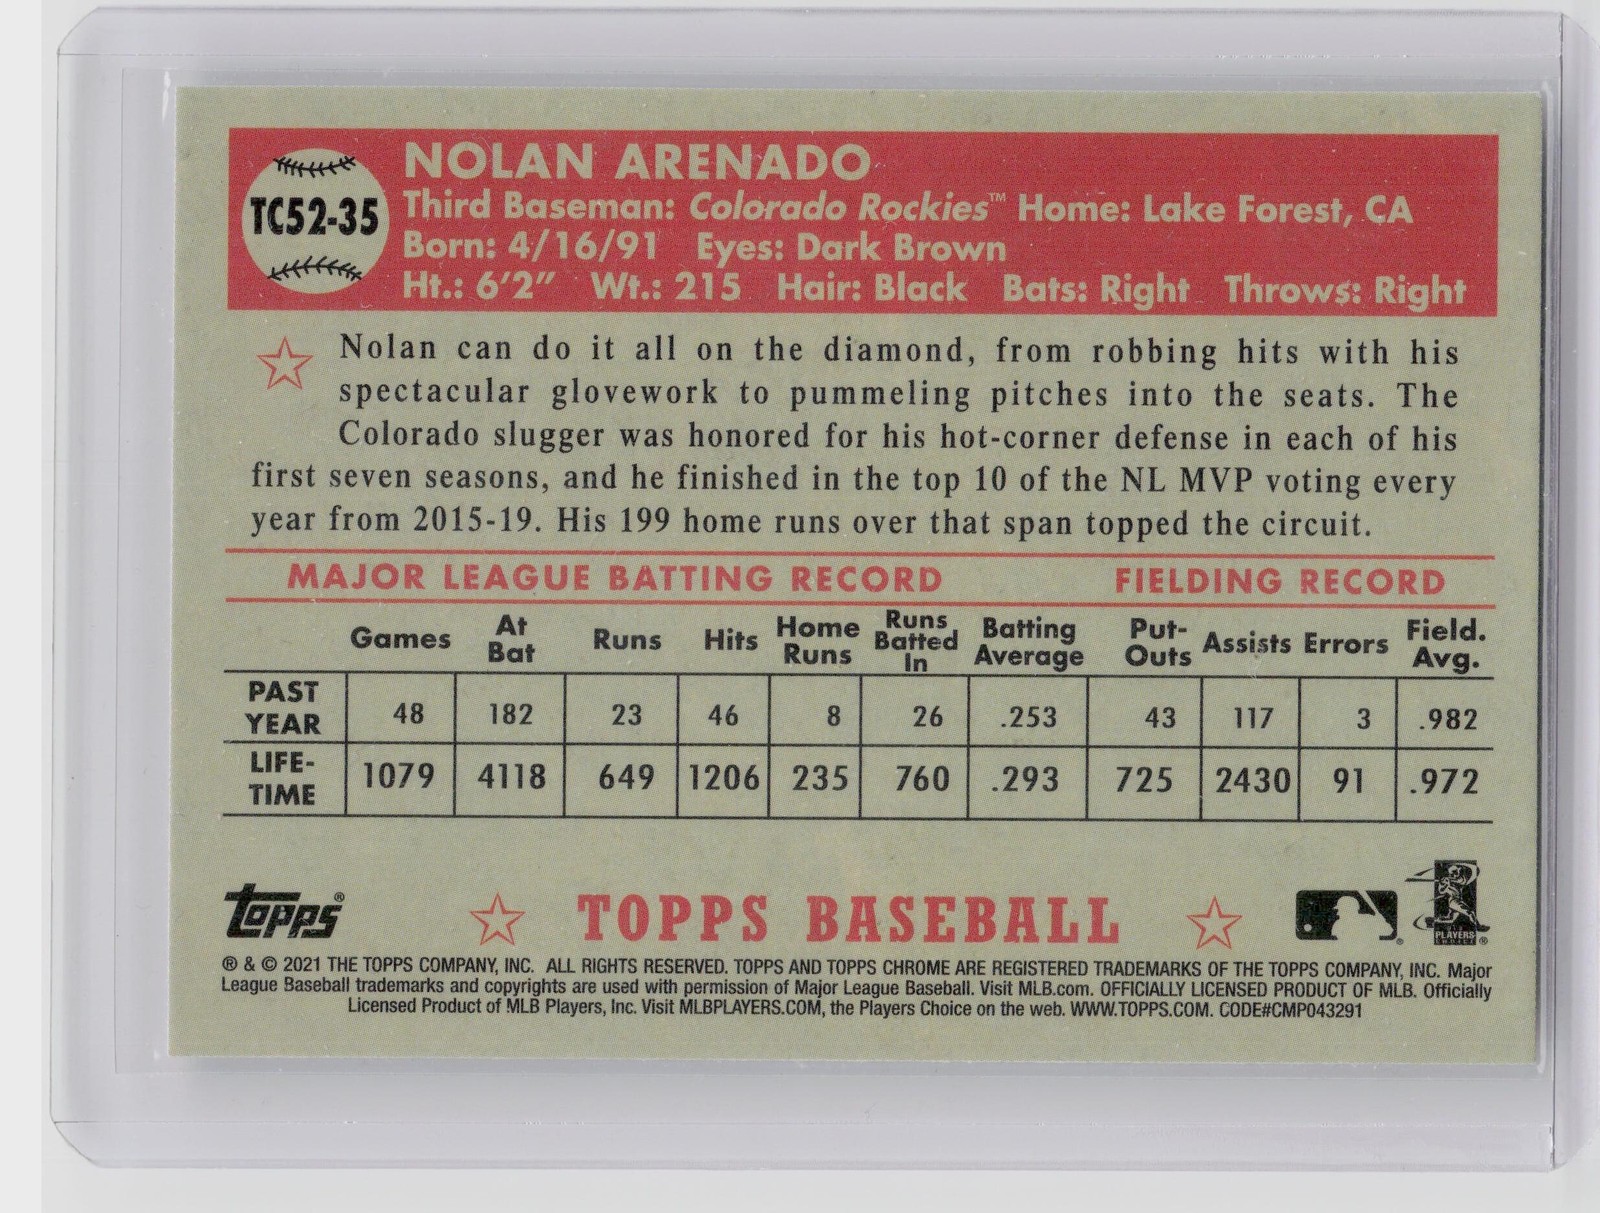 TC52-35
NOLAN ARENADO
Third Baseman: Colorado Rockies™ Home: Lake Forest, CA
Born: 4/16/91 Eyes: Dark Brown
Ht.: 6'2" Wt.: 215 Hair: Black Bats: Right Throws: Right
Nolan can do it all on the diamond, from robbing hits with his
spectacular glovework to pummeling pitches into the seats. The
Colorado slugger was honored for his hot-corner defense in each of his
first seven seasons, and he finished in the top 10 of the NL MVP voting every
year from 2015-19. His 199 home runs over that span topped the circuit.
MAJOR LEAGUE BATTING RECORD FIELDING RECORD
Games At Bat Runs Hits Home Runs Runs Batted In Batting Average Put-Outs Assists Errors Field. Avg.
PAST YEAR 48 182 23 46 8 26 .253 43 117 3 .982
LIFE-TIME 1079 4118 649 1206 235 760 .293 725 2430 91 .972
topps® TOPPS BASEBALL ® PLAYERS CHOICE ®
® & © 2021 THE TOPPS COMPANY, INC. ALL RIGHTS RESERVED. TOPPS AND TOPPS CHROME ARE REGISTERED TRADEMARKS OF THE TOPPS COMPANY, INC. Major
League Baseball trademarks and copyrights are used with permission of Major League Baseball. Visit MLB.com. OFFICIALLY LICENSED PRODUCT OF MLB. Officially
Licensed Product of MLB Players, Inc. Visit MLBPLAYERS.COM, the Players Choice on the web. WWW.TOPPS.COM. CODE#CMP043291